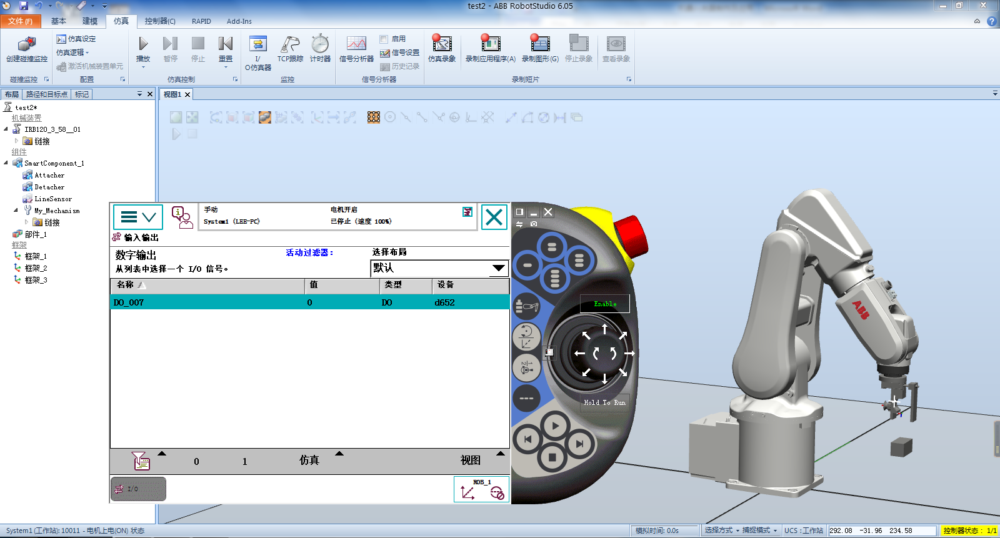 test2 - ABB RobotStudio 6.05
文件(F) 基本 建模 仿真 控制器(C) RAPID Add-Ins
创建碰撞监控
仿真设定
仿真逻辑
激活机械装置单元
播放 暂停 停止 重置
I/
O仿真器
TCP跟踪 计时器
信号分析器
启用
信号设置
历史记录
仿真录象 录制应用程序(A) 录制图形(G) 停止录象 查看录象
碰撞监控 配置 仿真控制 监控 信号分析器 录制短片
布局 路径和目标点 标记
视图1
test2*
机械装置
IRB120_3_58__01
链接
组件
SmartComponent_1
Attacher
Detacher
LineSensor
My_Mechanism
链接
部件_1
框架
框架_1
框架_2
框架_3
手动
System1 (LEE-PC)
电机开启
已停止 (速度 100%)
输入输出
数字输出
从列表中选择一个 I/O 信号。
活动过滤器:
选择布局
默认
名称 值 类型 设备
DO_007 0 DO d652
0 1 仿真 视图
I/O
ROB_1
Enable
Hold To Run
ABB
System1 (工作站): 10011 - 电机上电(ON) 状态
模拟时间: 0.0s
选择方式 捕捉模式 UCS : 工作站 292.08 -31.96 234.58
控制器状态 : 1/1